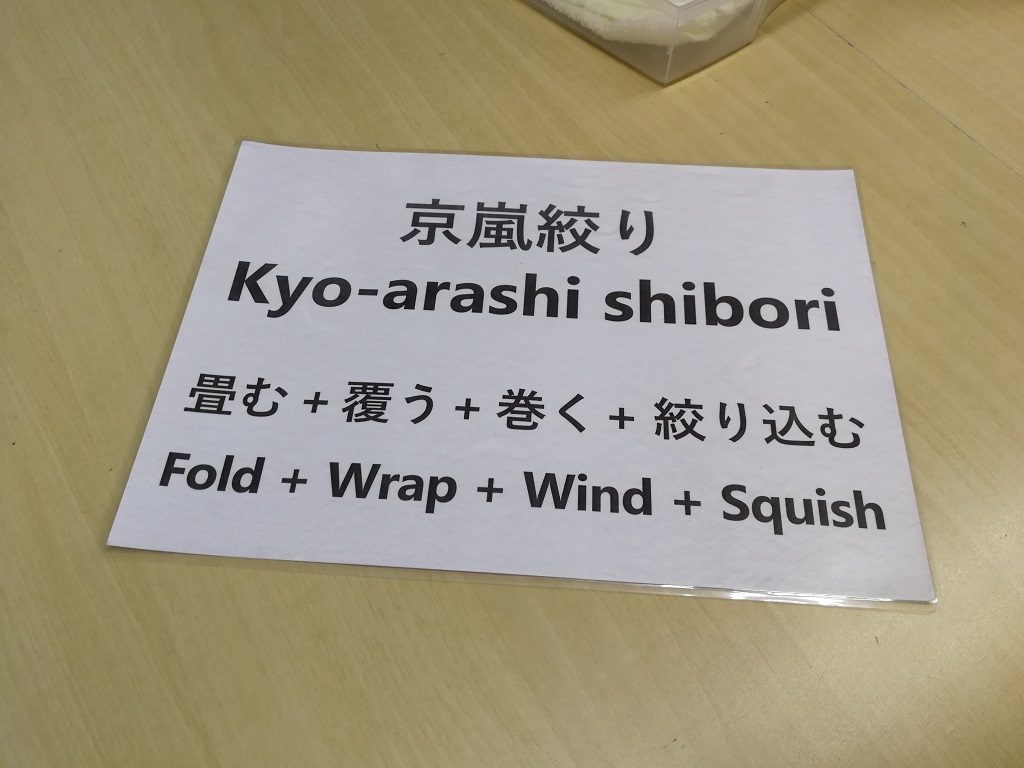 京嵐絞り
Kyo-arashi shibori
畳む + 覆う + 巻く + 絞り込む
Fold + Wrap + Wind + Squish